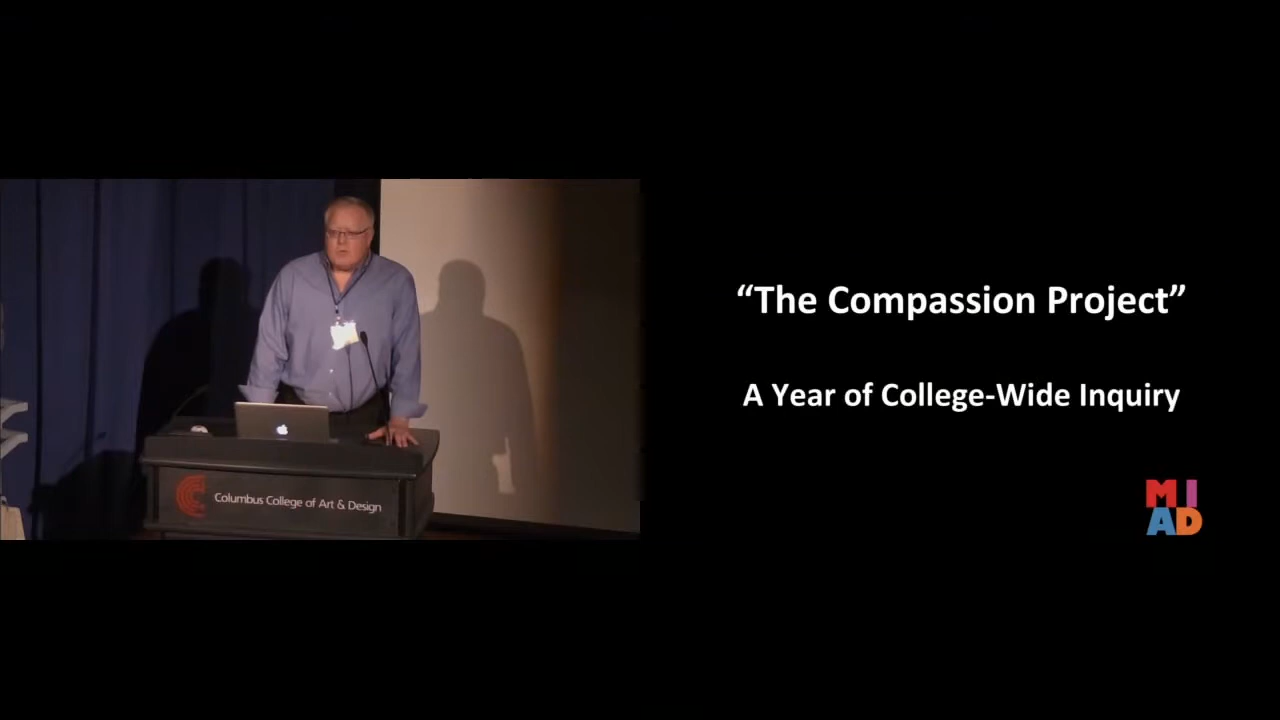 Columbus College of Art & Design
“The Compassion Project”
A Year of College-Wide Inquiry
MI
AD